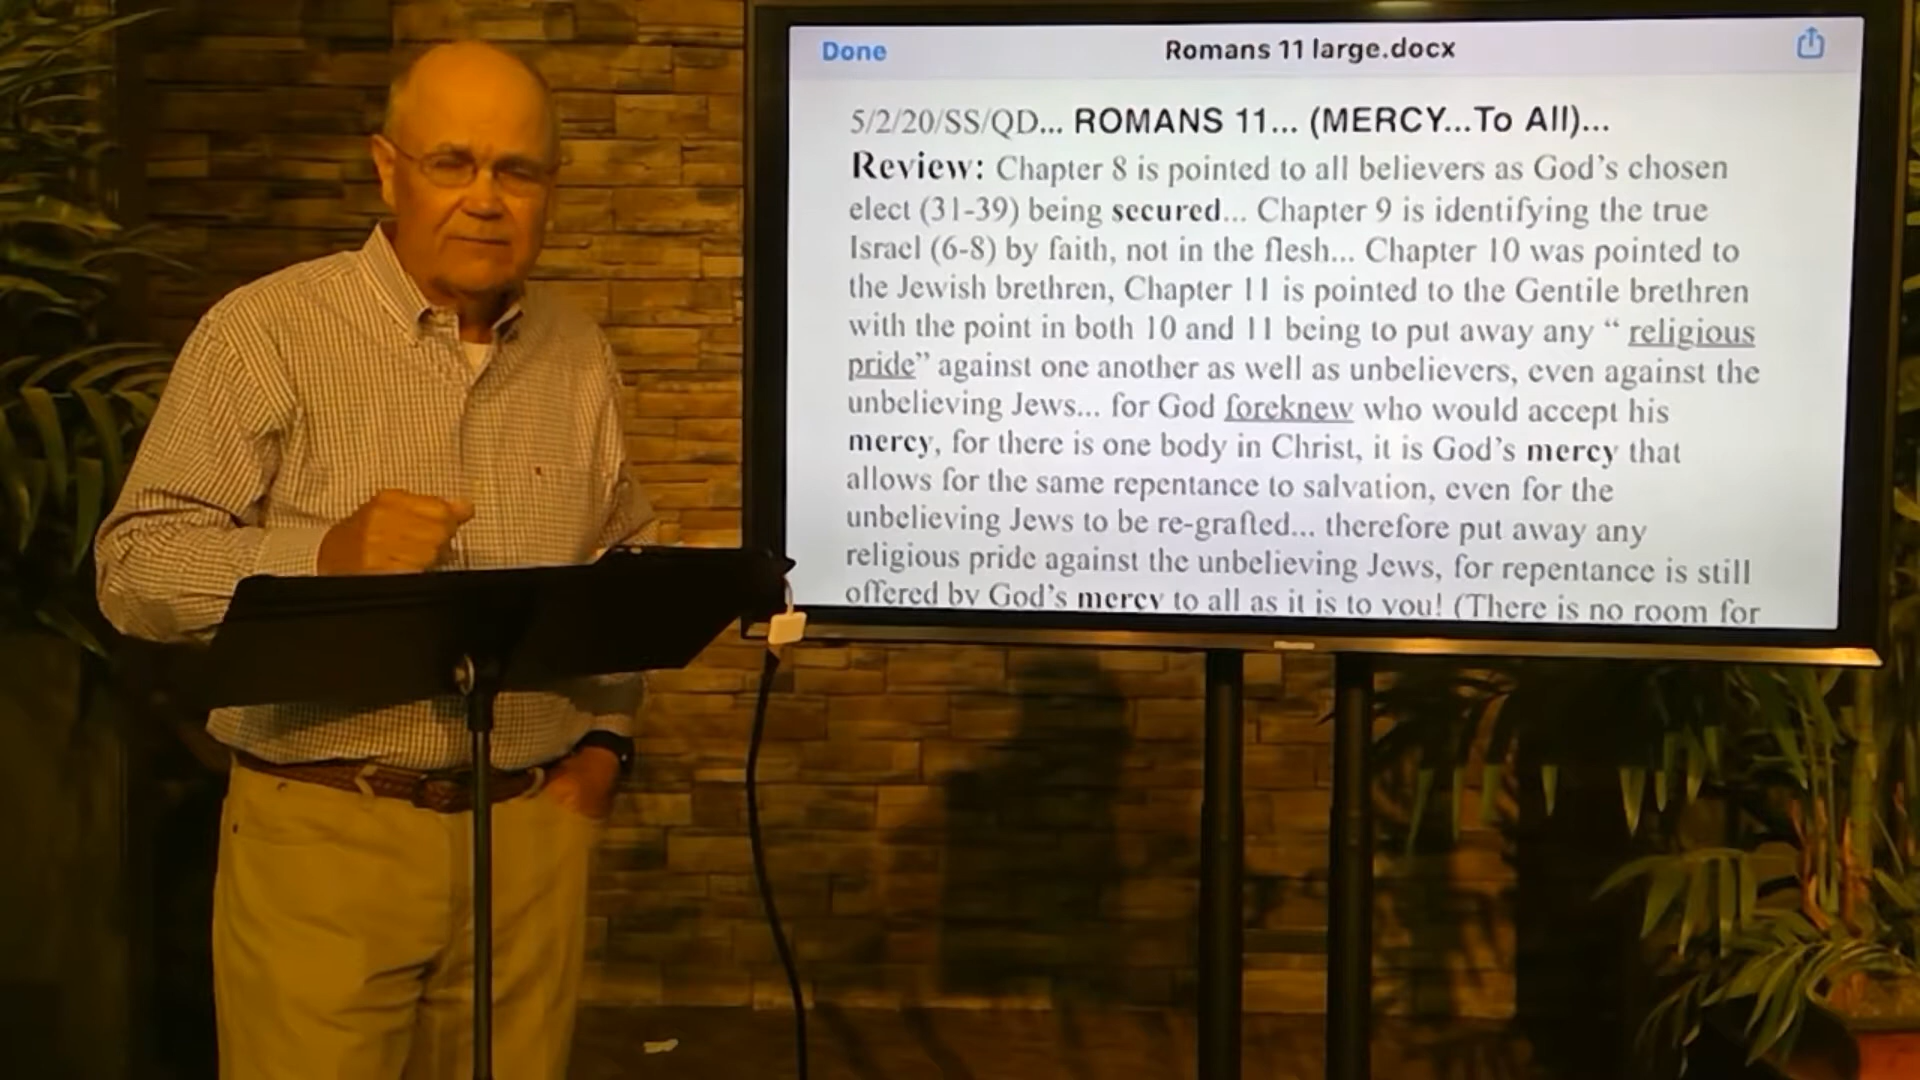 Done
Romans 11 large.docx
5/2/20/SS/QD... ROMANS 11... (MERCY...To All)...
Review: Chapter 8 is pointed to all believers as God's chosen
elect (31-39) being secured... Chapter 9 is identifying the true
Israel (6-8) by faith, not in the flesh... Chapter 10 was pointed to
the Jewish brethren, Chapter 11 is pointed to the Gentile brethren
with the point in both 10 and 11 being to put away any “ religious
pride” against one another as well as unbelievers, even against the
unbelieving Jews... for God foreknew who would accept his
mercy, for there is one body in Christ, it is God's mercy that
allows for the same repentance to salvation, even for the
unbelieving Jews to be re-grafted... therefore put away any
religious pride against the unbelieving Jews, for repentance is still
offered by God's mercy to all as it is to you! (There is no room for